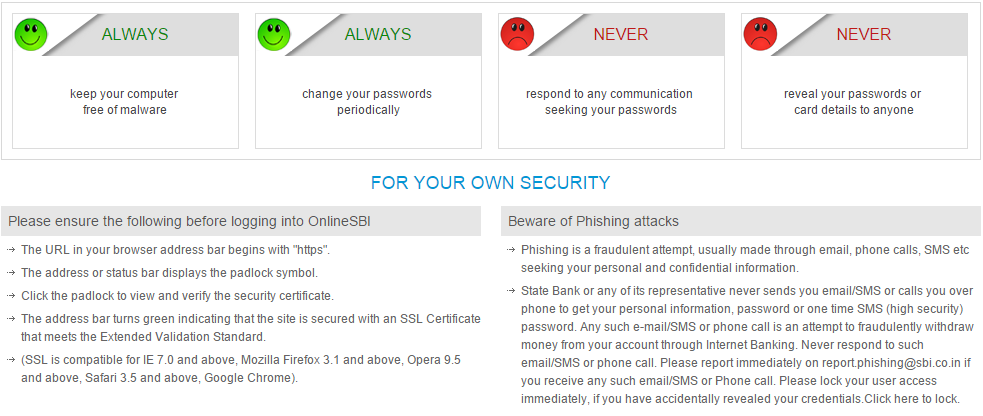 ALWAYS
keep your computer
free of malware
ALWAYS
change your passwords
periodically
NEVER
respond to any communication
seeking your passwords
NEVER
reveal your passwords or
card details to anyone
FOR YOUR OWN SECURITY
Please ensure the following before logging into OnlineSBI
The URL in your browser address bar begins with "https".
The address or status bar displays the padlock symbol.
Click the padlock to view and verify the security certificate.
The address bar turns green indicating that the site is secured with an SSL Certificate
that meets the Extended Validation Standard.
(SSL is compatible for IE 7.0 and above, Mozilla Firefox 3.1 and above, Opera 9.5
and above, Safari 3.5 and above, Google Chrome).
Beware of Phishing attacks
Phishing is a fraudulent attempt, usually made through email, phone calls, SMS etc
seeking your personal and confidential information.
State Bank or any of its representative never sends you email/SMS or calls you over
phone to get your personal information, password or one time SMS (high security)
password. Any such e-mail/SMS or phone call is an attempt to fraudulently withdraw
money from your account through Internet Banking. Never respond to such
email/SMS or phone call. Please report immediately on report.phishing@sbi.co.in if
you receive any such email/SMS or Phone call. Please lock your user access
immediately, if you have accidentally revealed your credentials.Click here to lock.